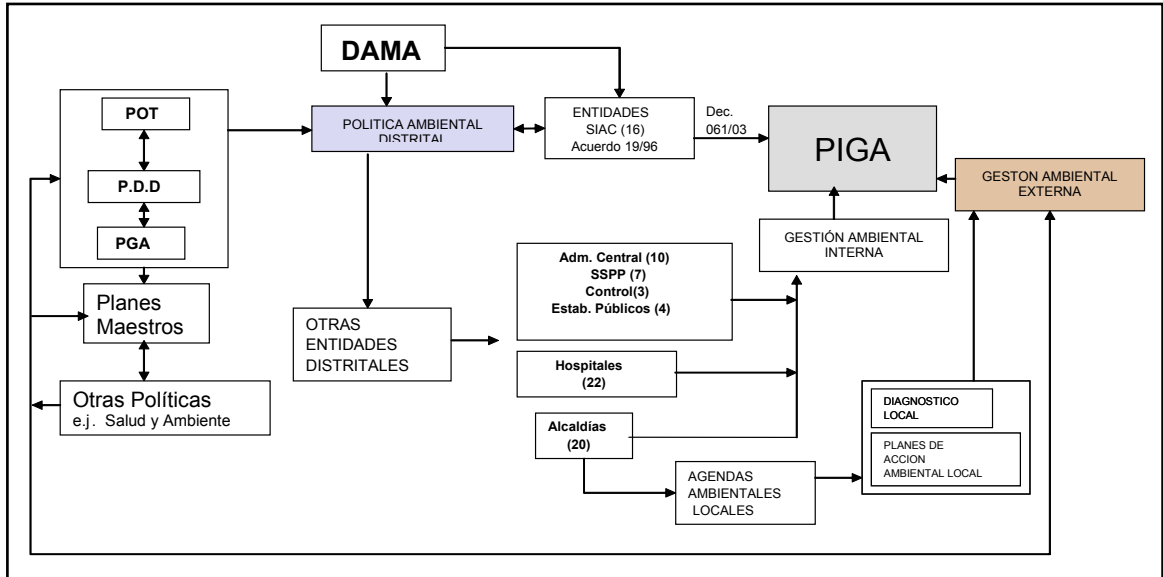 DAMA
POT
P.D.D
PGA
Planes
Maestros
Otras Políticas
e.j. Salud y Ambiente
POLITICA AMBIENTAL
DISTRITAL
ENTIDADES
SIAC (16)
Acuerdo 19/96
Dec.
061/03
PIGA
GESTON AMBIENTAL
EXTERNA
GESTIÓN AMBIENTAL
INTERNA
OTRAS
ENTIDADES
DISTRITALES
Adm. Central (10)
SSPP (7)
Control(3)
Estab. Públicos (4)
Hospitales
(22)
Alcaldías
(20)
AGENDAS
AMBIENTALES
LOCALES
DIAGNOSTICO
LOCAL
PLANES DE
ACCION
AMBIENTAL LOCAL